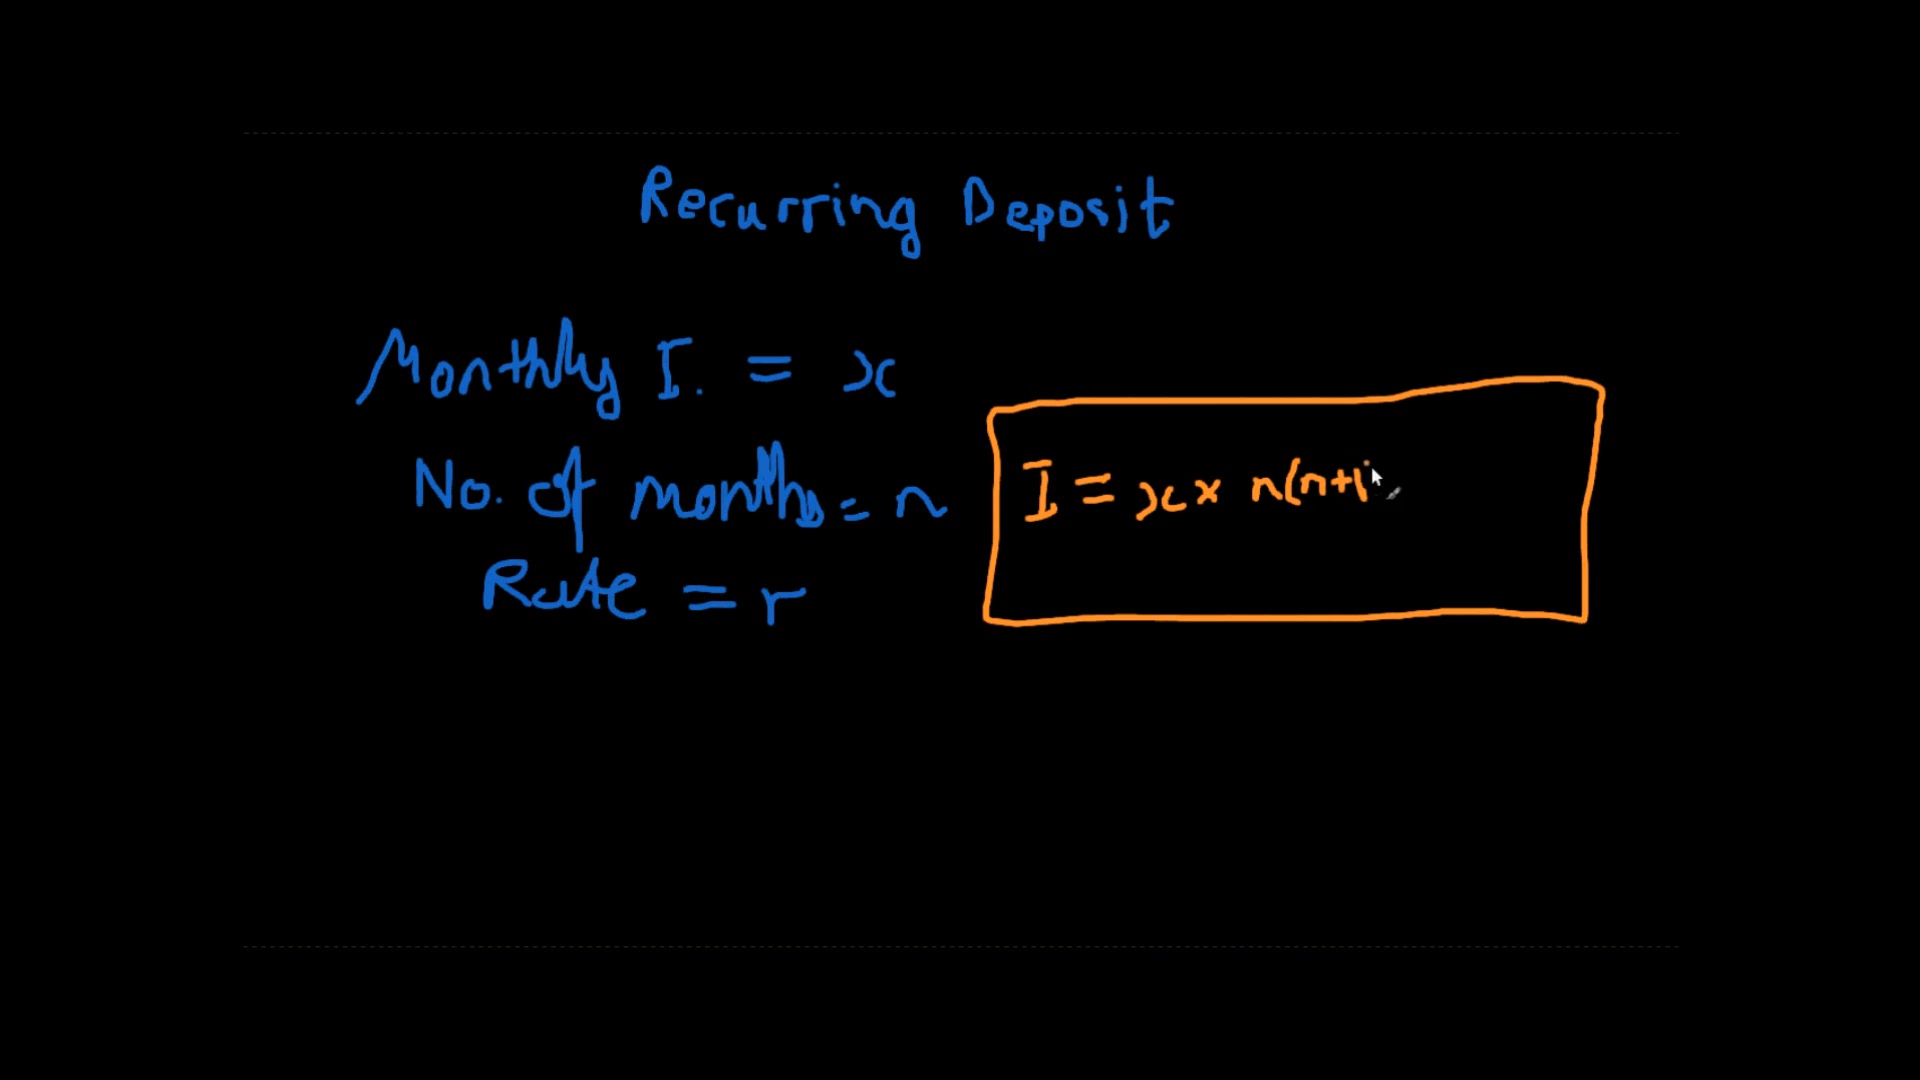 Recurring Deposit
Monthly I. = x
No. of months = n
Rate = r
I = x × n(n+1)